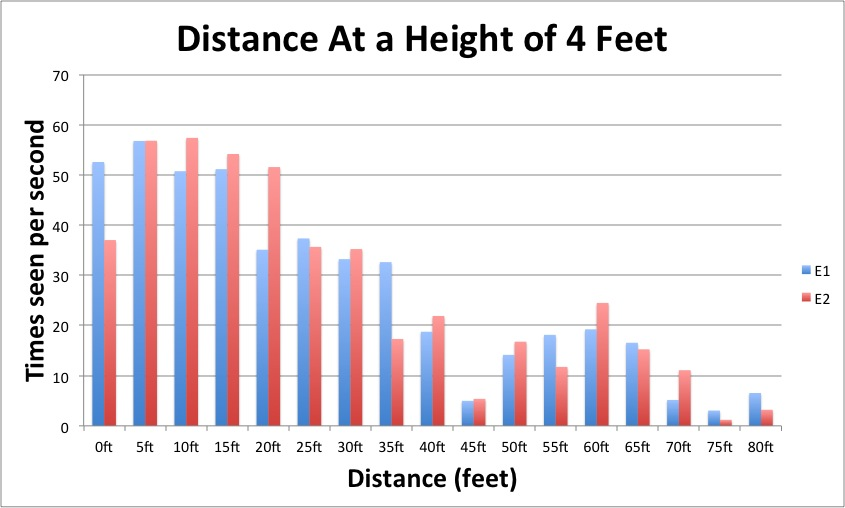 Distance At a Height of 4 Feet
Times seen per second
70
60
50
40
30
20
10
0
0ft 5ft 10ft 15ft 20ft 25ft 30ft 35ft 40ft 45ft 50ft 55ft 60ft 65ft 70ft 75ft 80ft
Distance (feet)
E1
E2